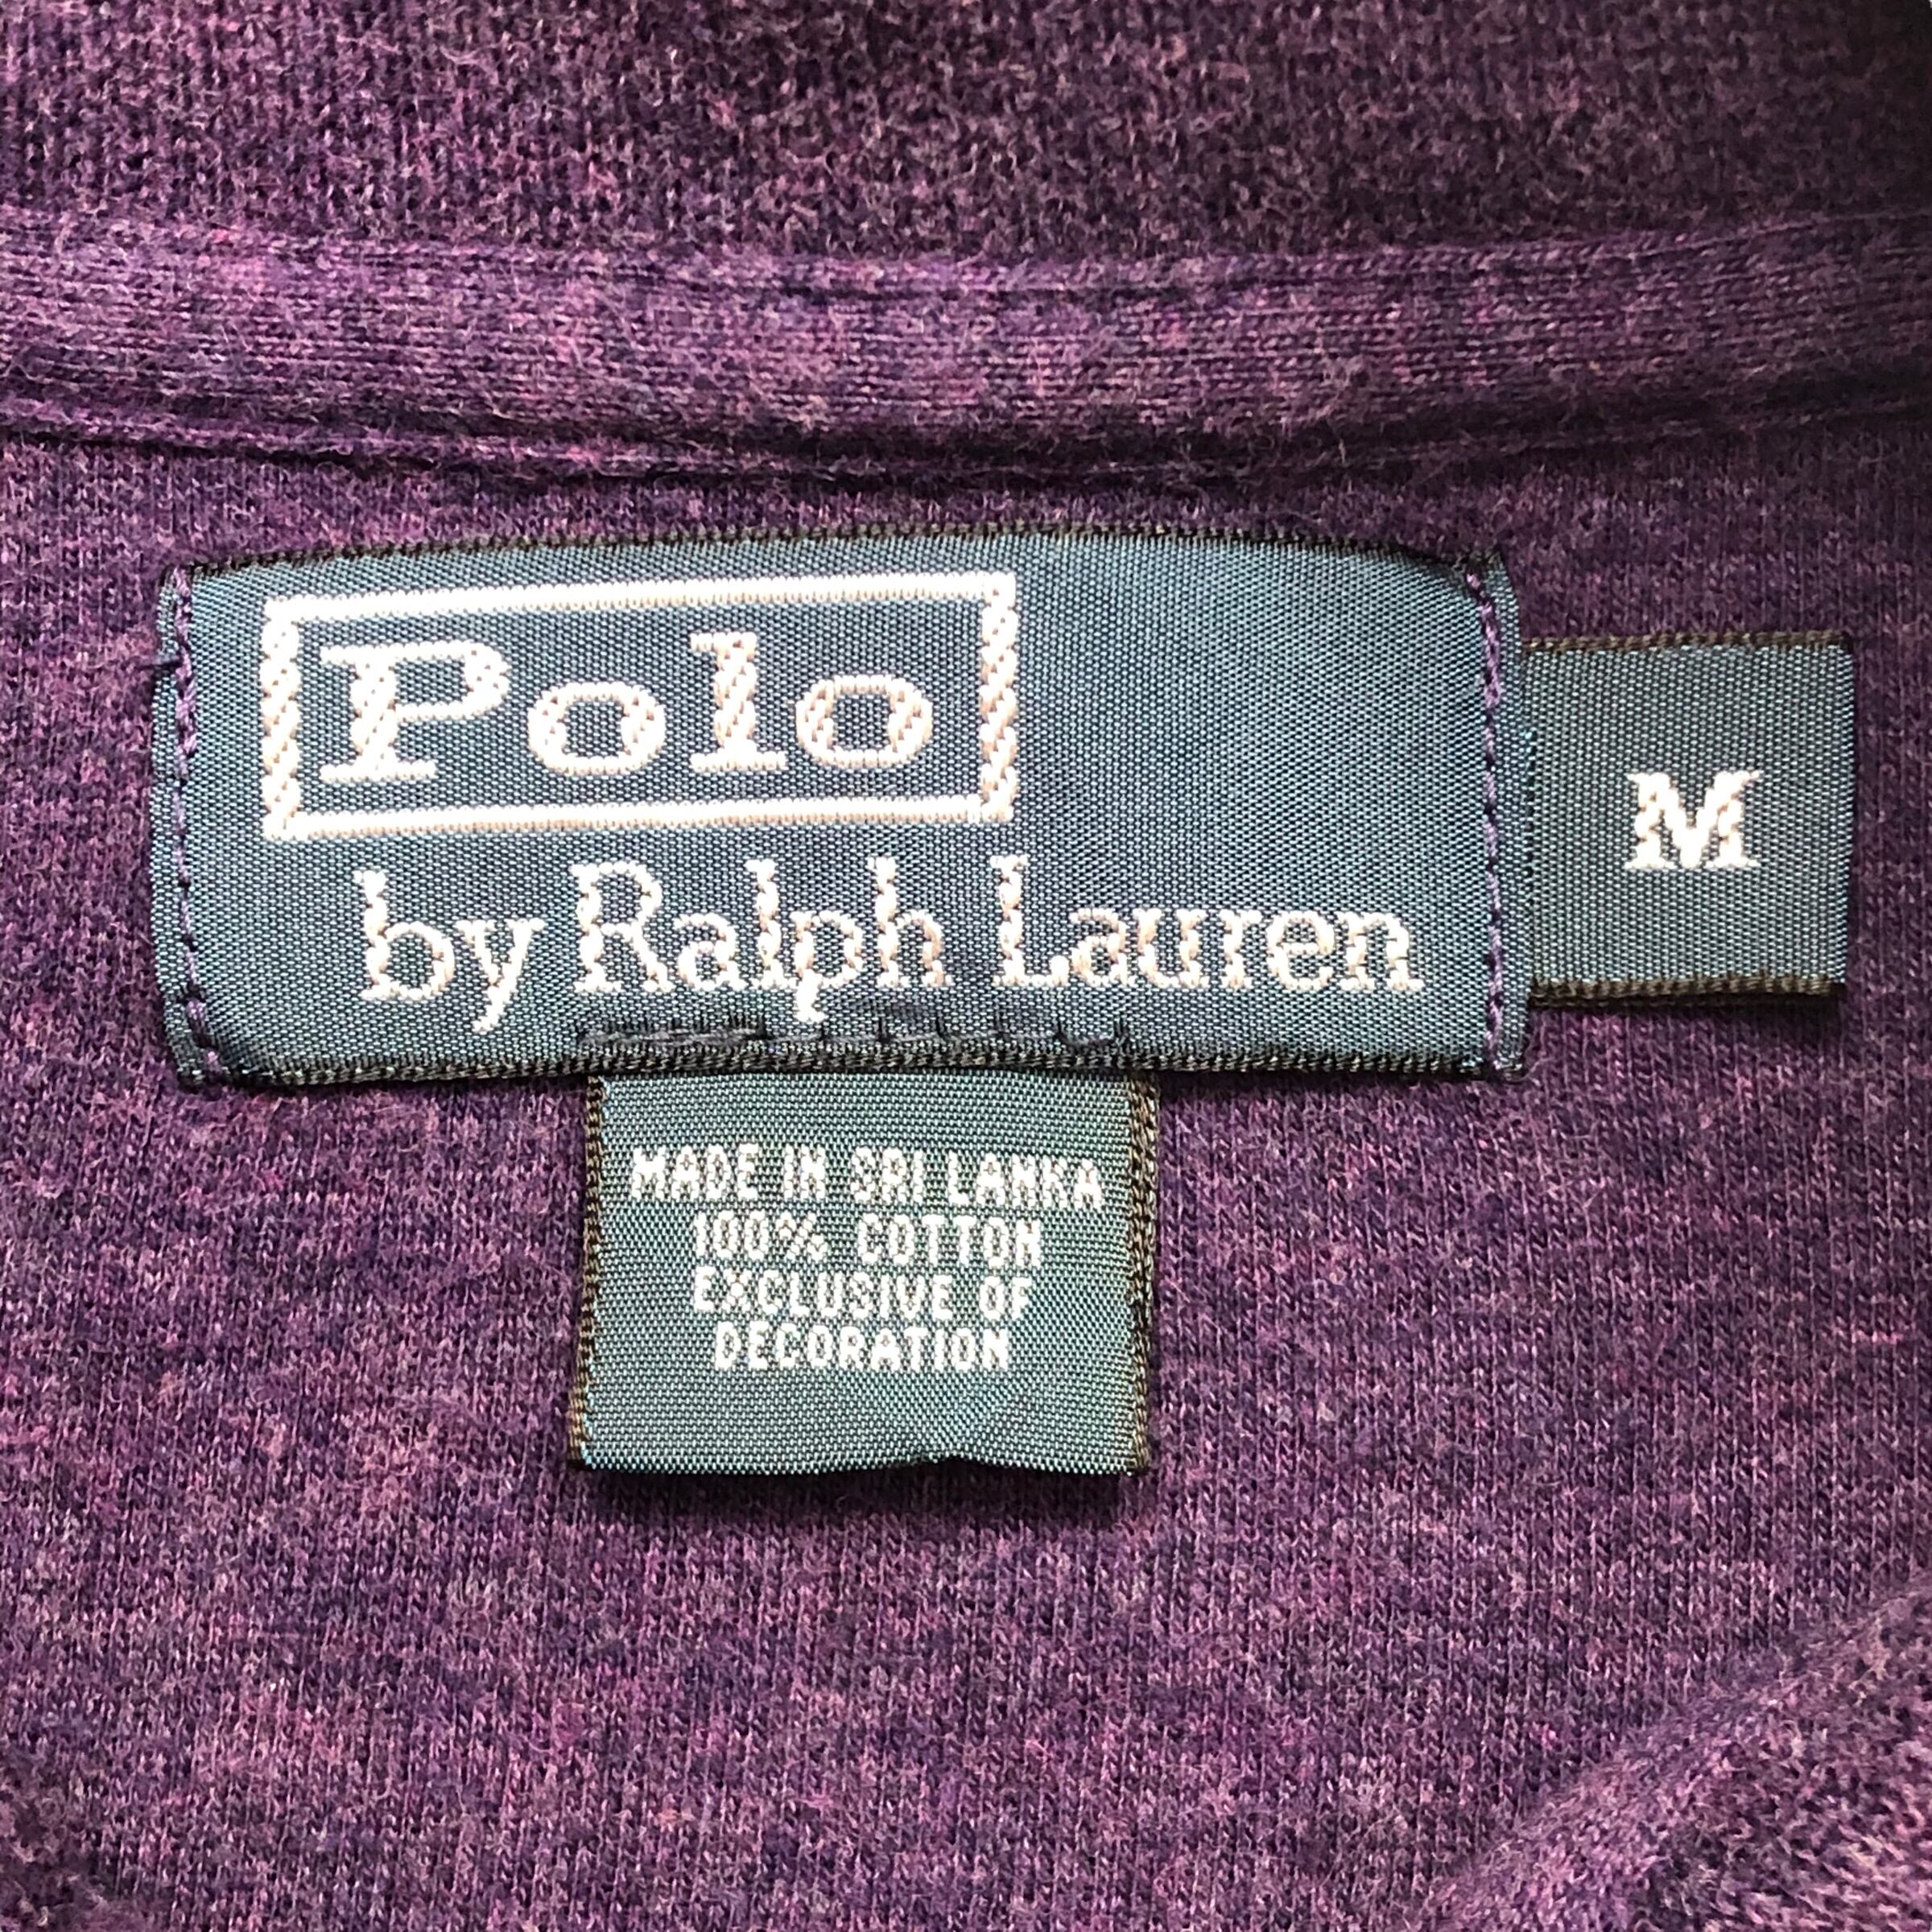 Polo
by Ralph Lauren
M
MADE IN SRI LANKA
100% COTTON
EXCLUSIVE OF
DECORATION